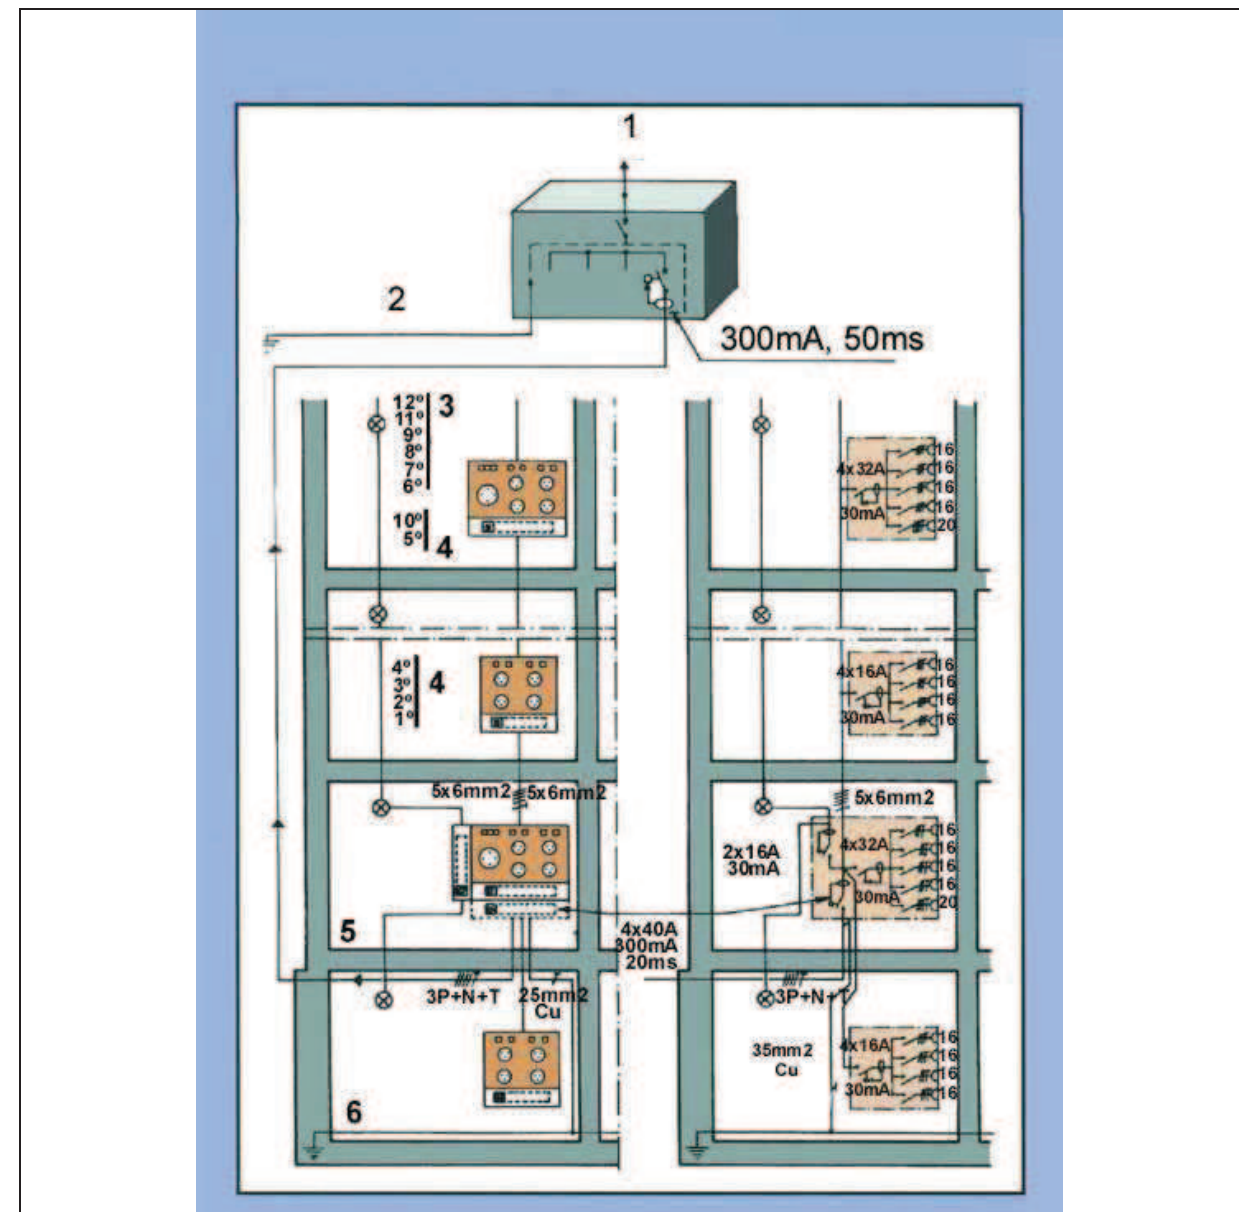 1
2
300mA, 50ms
12º
11º
9º
8º
7º
6º
3
10º
5º
4
4x32A
30mA
16
16
16
16
20
4º
3º
2º
1º
4
4x16A
30mA
16
16
16
16
5x6mm2
5x6mm2
5x6mm2
2x16A
30mA
4x32A
30mA
16
16
16
16
20
5
4x40A
300mA
20ms
3P+N+T
25mm2
Cu
3P+N+T
35mm2
Cu
4x16A
30mA
16
16
16
16
6